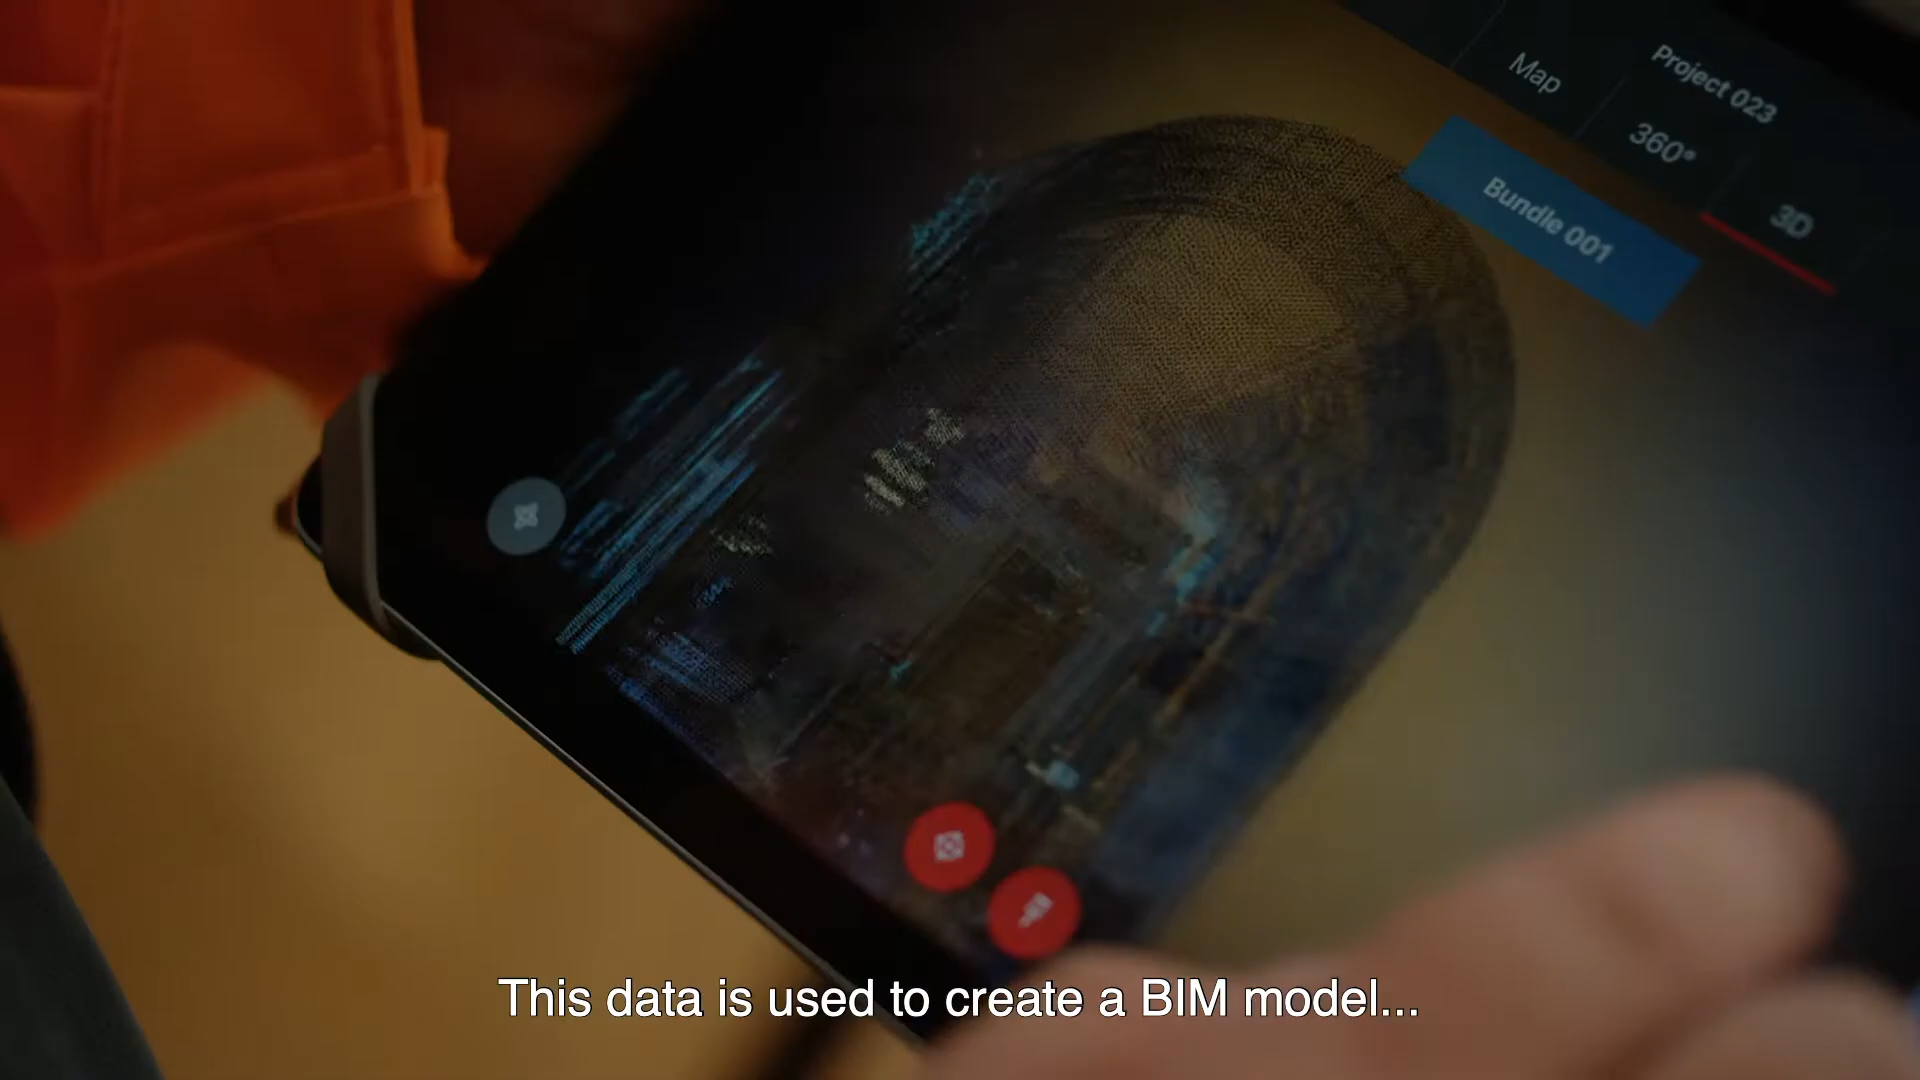 Project 023
Map
360°
3D
Bundle 001
This data is used to create a BIM model...